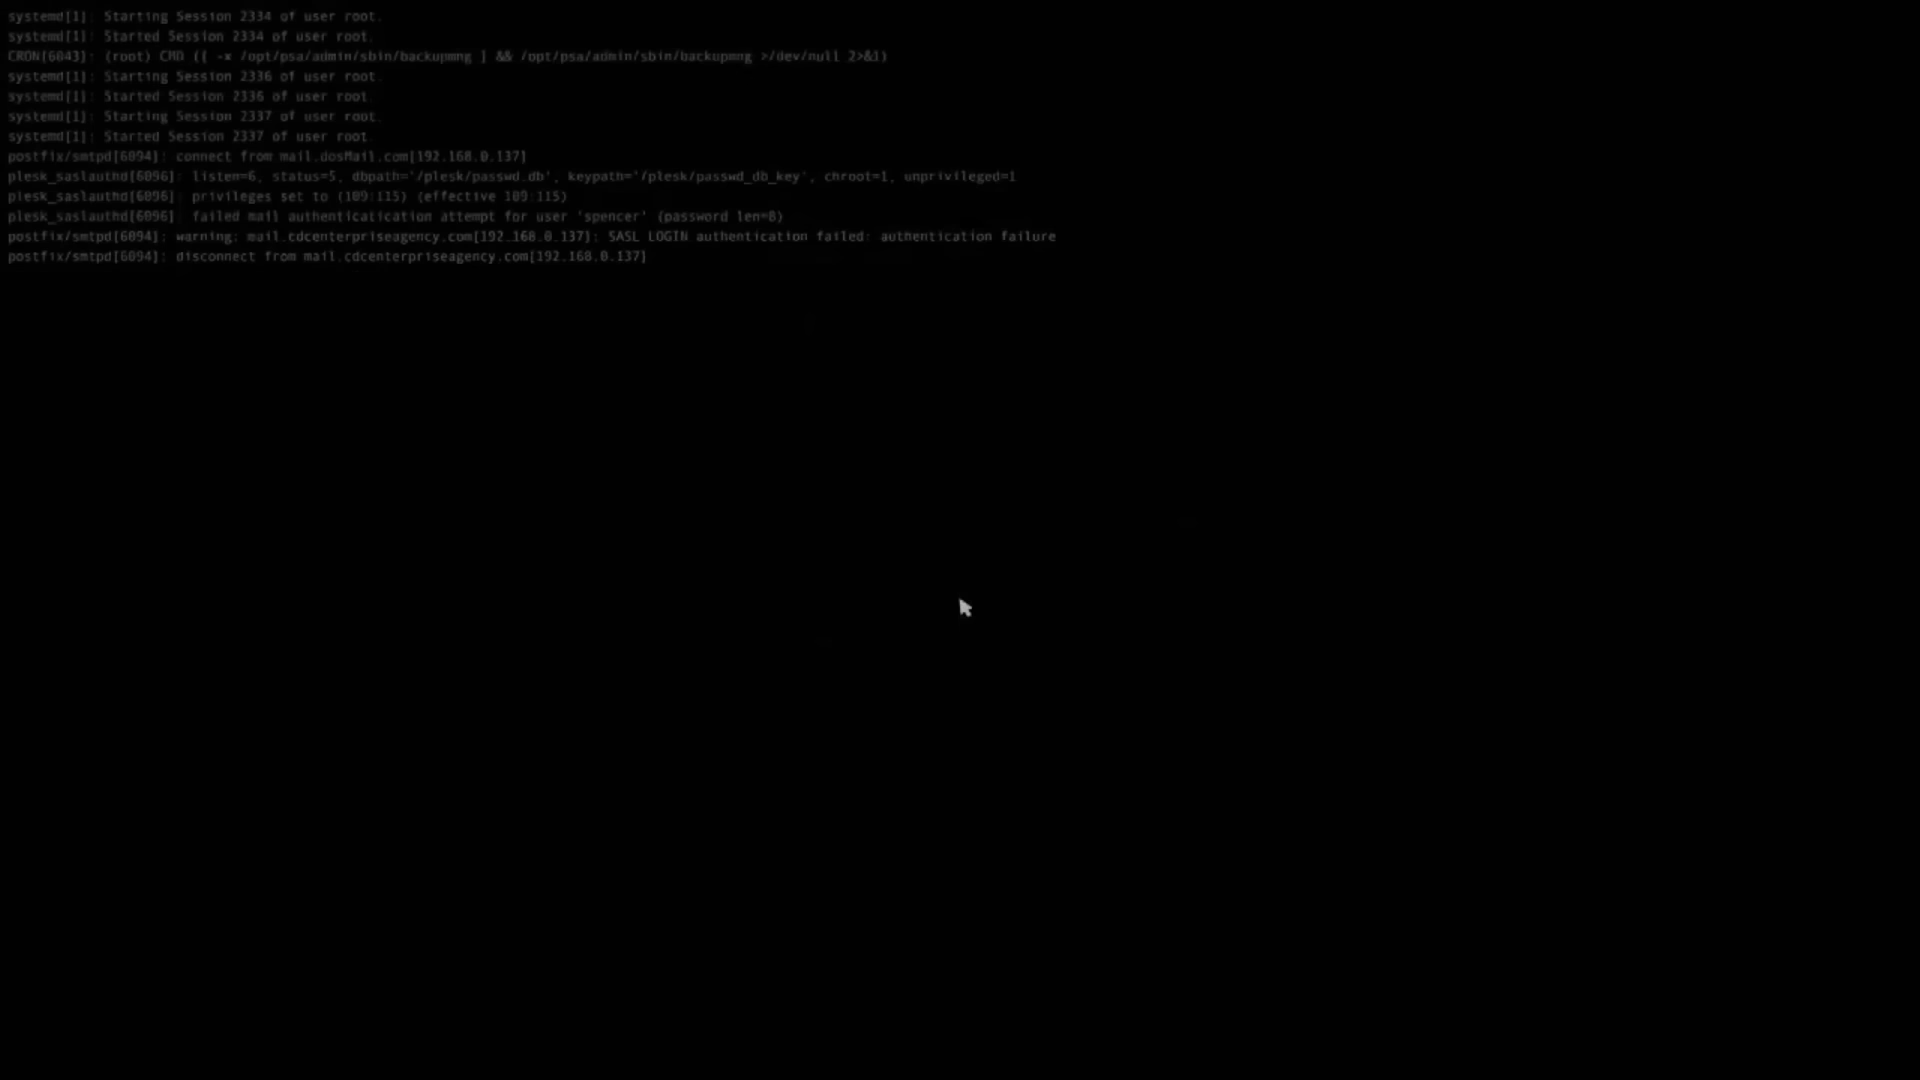 systemd[1]: Starting Session 2334 of user root.
systemd[1]: Started Session 2334 of user root.
CRON[6043]: (root) CMD ([ -x /opt/psa/admin/sbin/backupmng ] && /opt/psa/admin/sbin/backupmng >/dev/null 2>&1)
systemd[1]: Starting Session 2336 of user root.
systemd[1]: Started Session 2336 of user root.
systemd[1]: Starting Session 2337 of user root.
systemd[1]: Started Session 2337 of user root.
postfix/smtpd[6094]: connect from mail.dosMail.com[192.168.0.137]
plesk_saslauthd[6096]: listen=6, status=5, dbpath='/plesk/passwd.db', keypath='/plesk/passwd_db_key', chroot=1, unprivileged=1
plesk_saslauthd[6096]: privileges set to (109:115) (effective 109:115)
plesk_saslauthd[6096]: failed mail authenticatication attempt for user 'spencer' (password len=8)
postfix/smtpd[6094]: warning: mail.cdcenterpriseagency.com[192.168.0.137]: SASL LOGIN authentication failed: authentication failure
postfix/smtpd[6094]: disconnect from mail.cdcenterpriseagency.com[192.168.0.137]